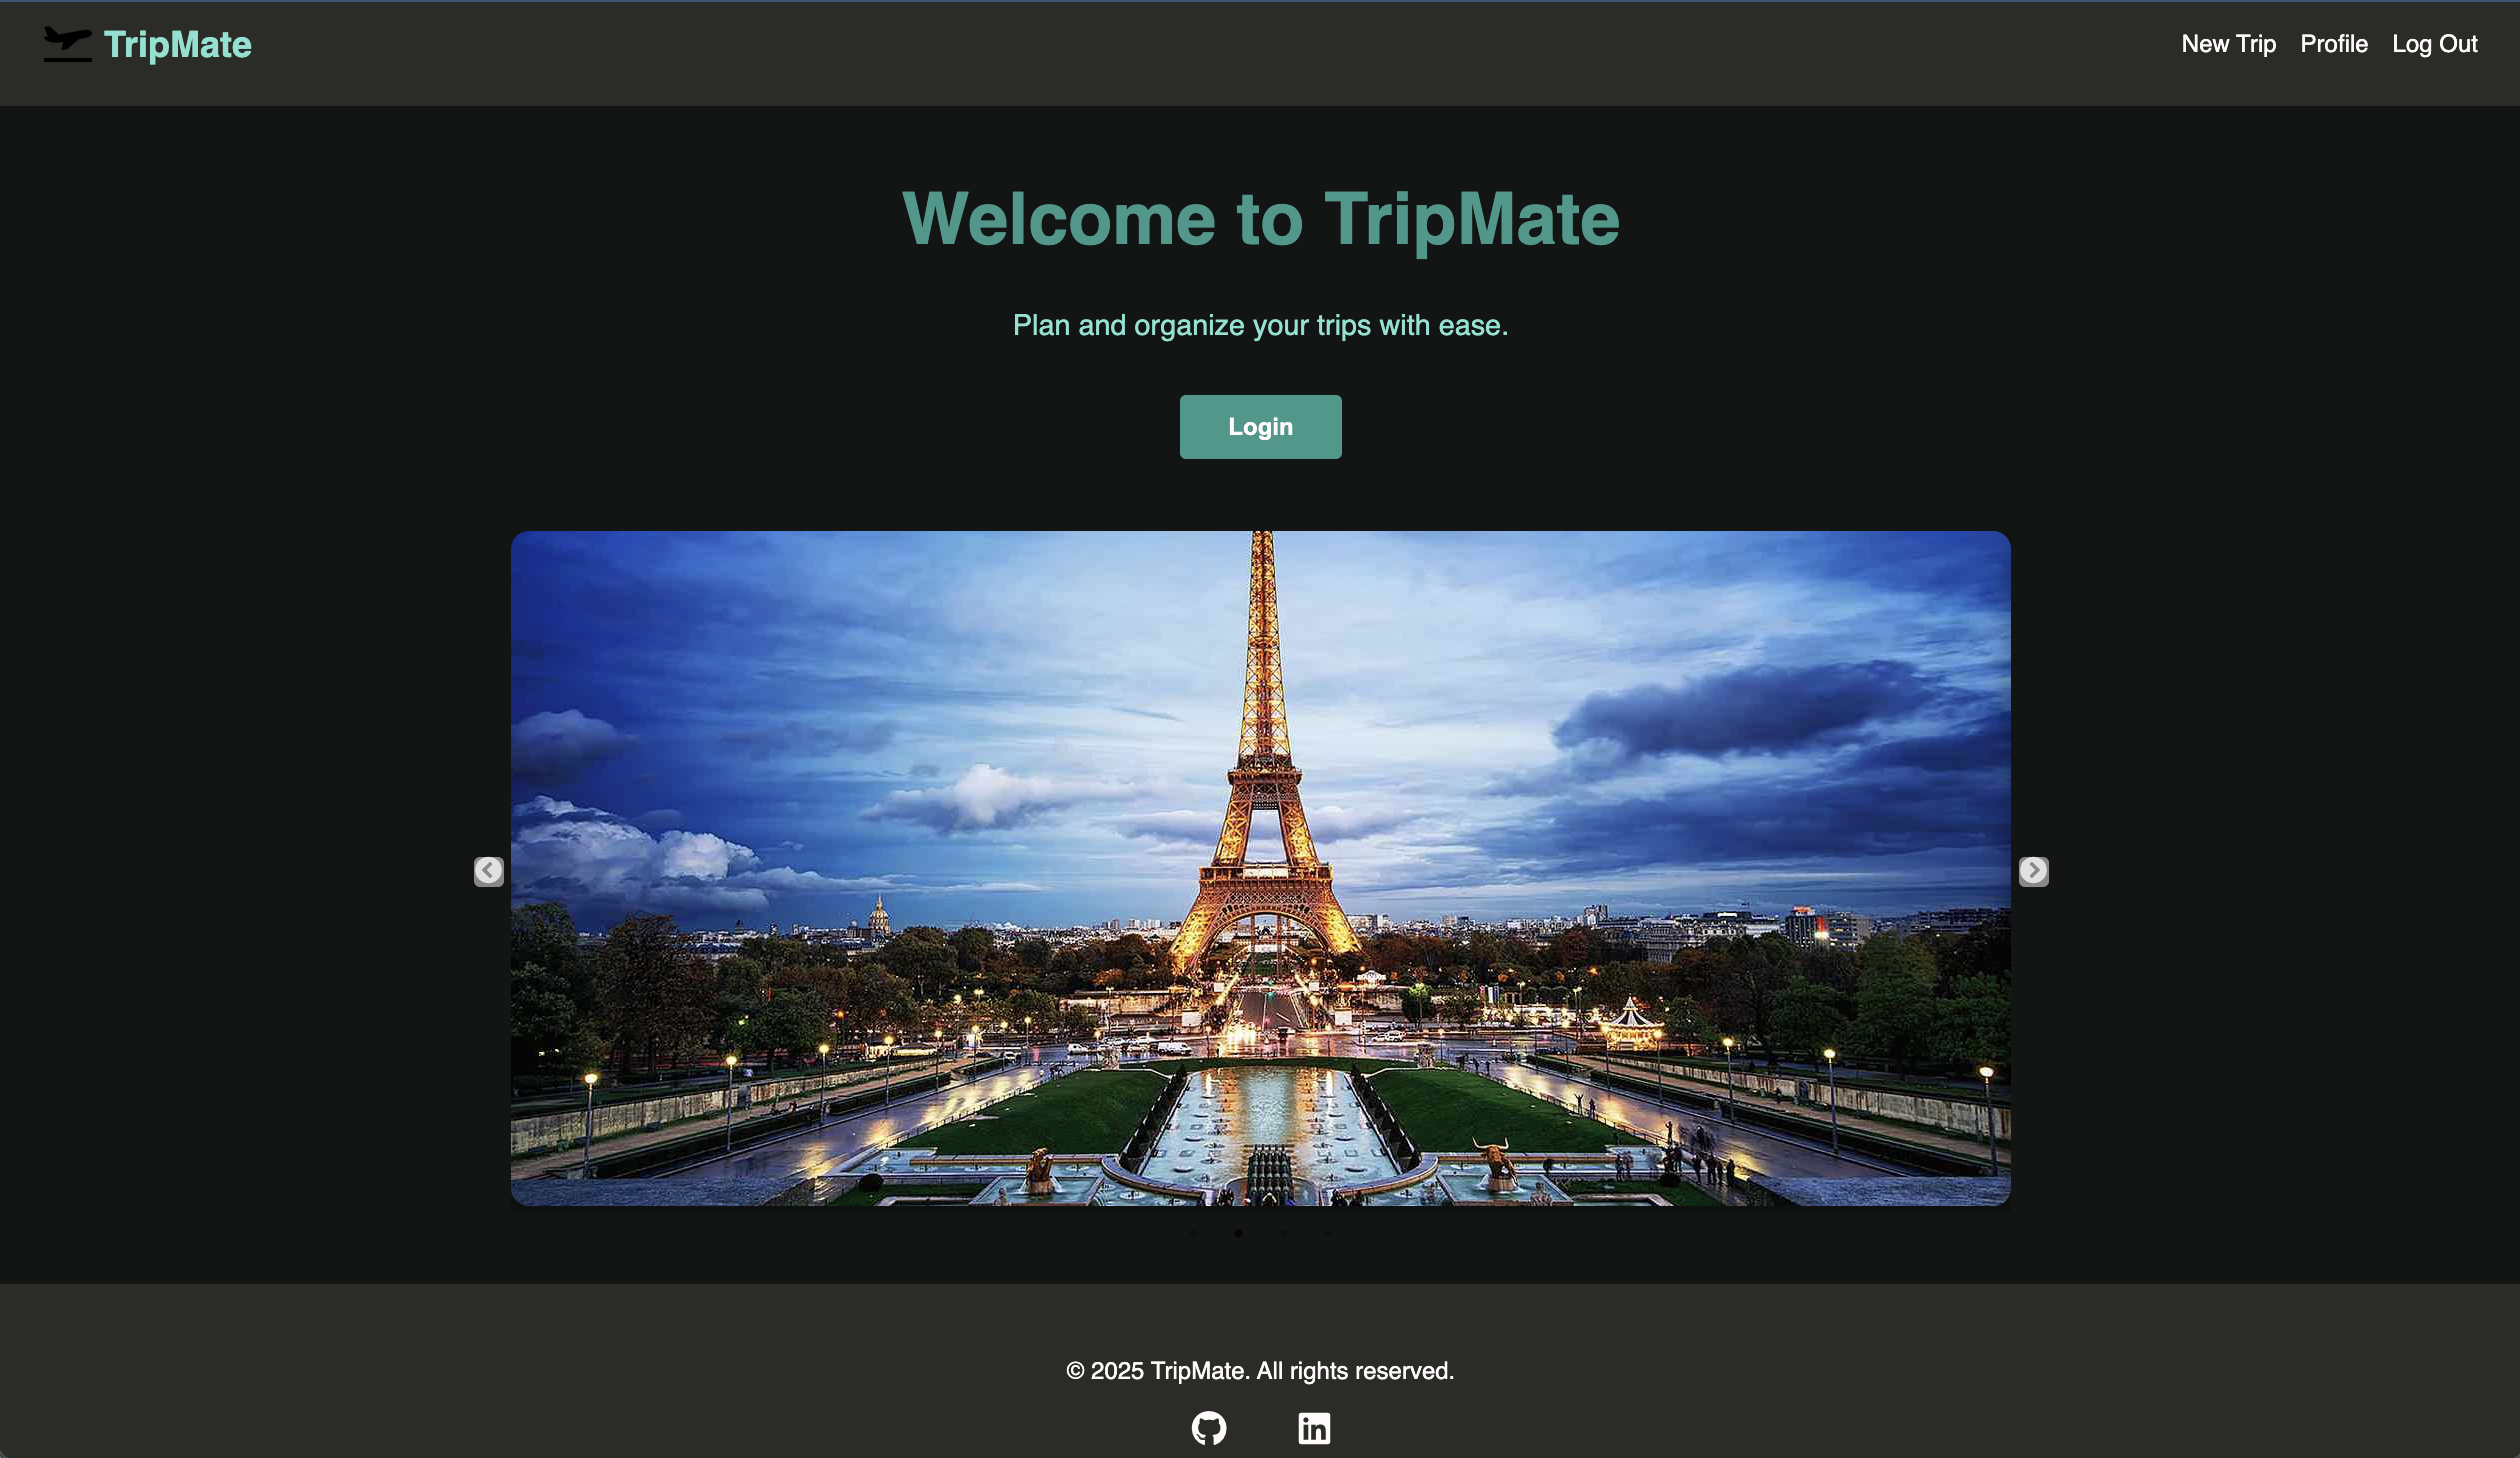 TripMate
New Trip Profile Log Out
Welcome to TripMate
Plan and organize your trips with ease.
Login
© 2025 TripMate. All rights reserved.
in